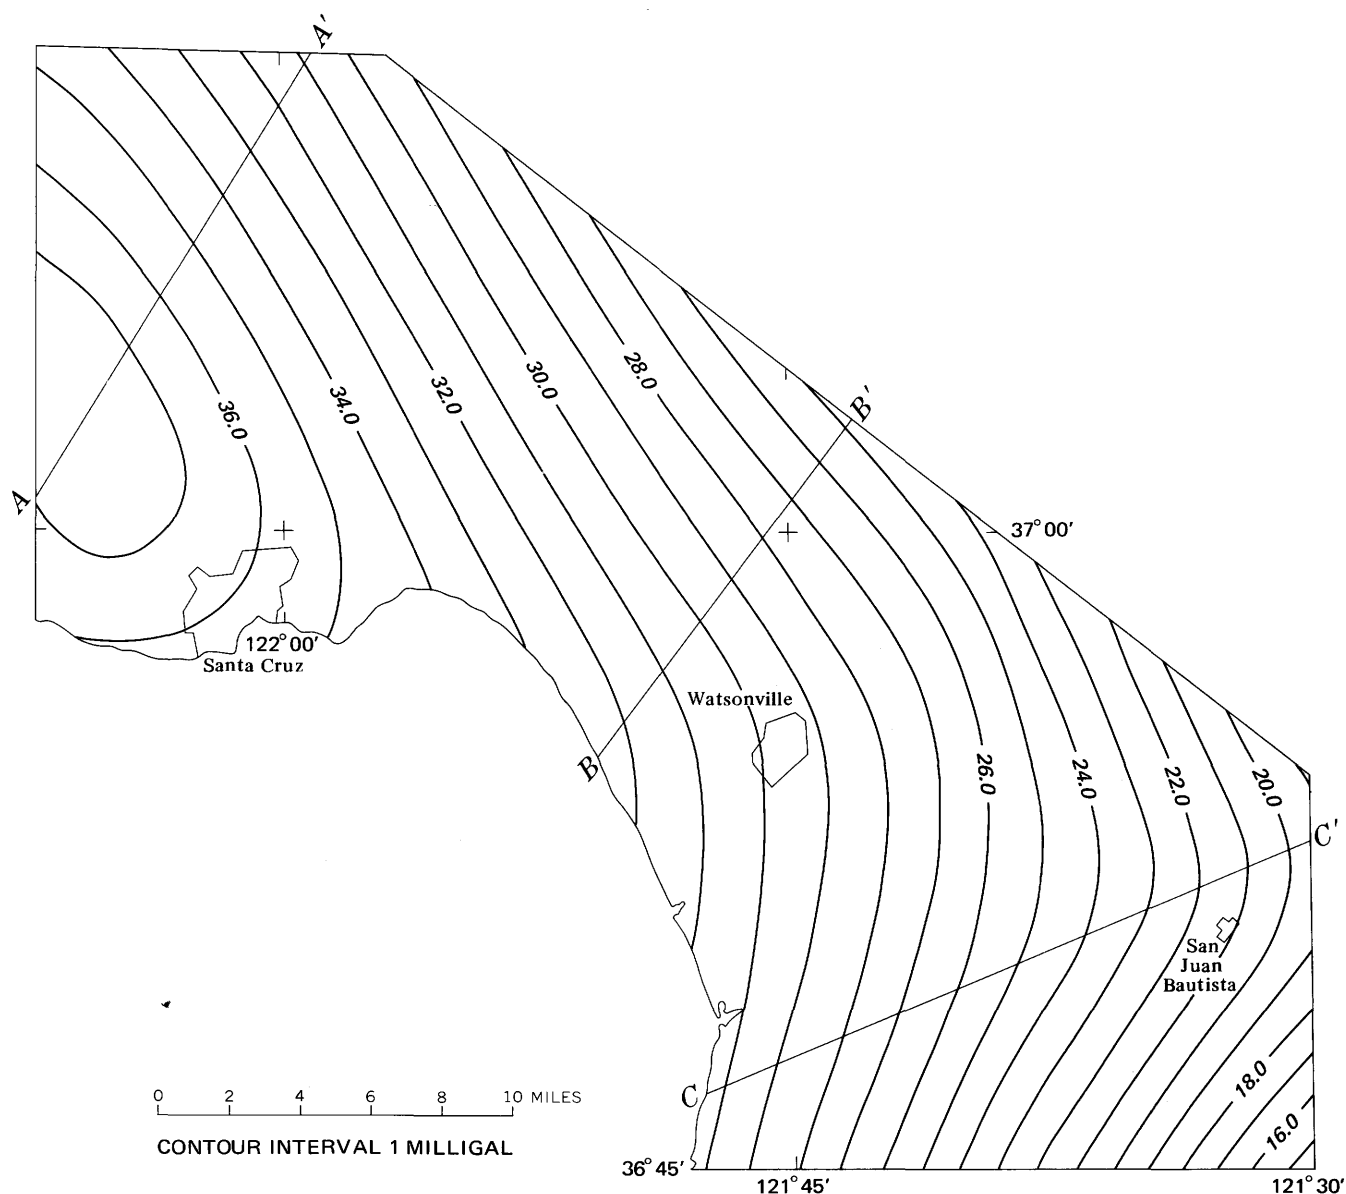 A'
A
36.0
34.0
32.0
30.0
28.0
B'
37°00'
122°00'
Santa Cruz
Watsonville
B
26.0
24.0
22.0
20.0
C'
San
Juan
Bautista
C
18.0
16.0
0 2 4 6 8 10 MILES
CONTOUR INTERVAL 1 MILLIGAL
36°45'
121°45'
121°30'